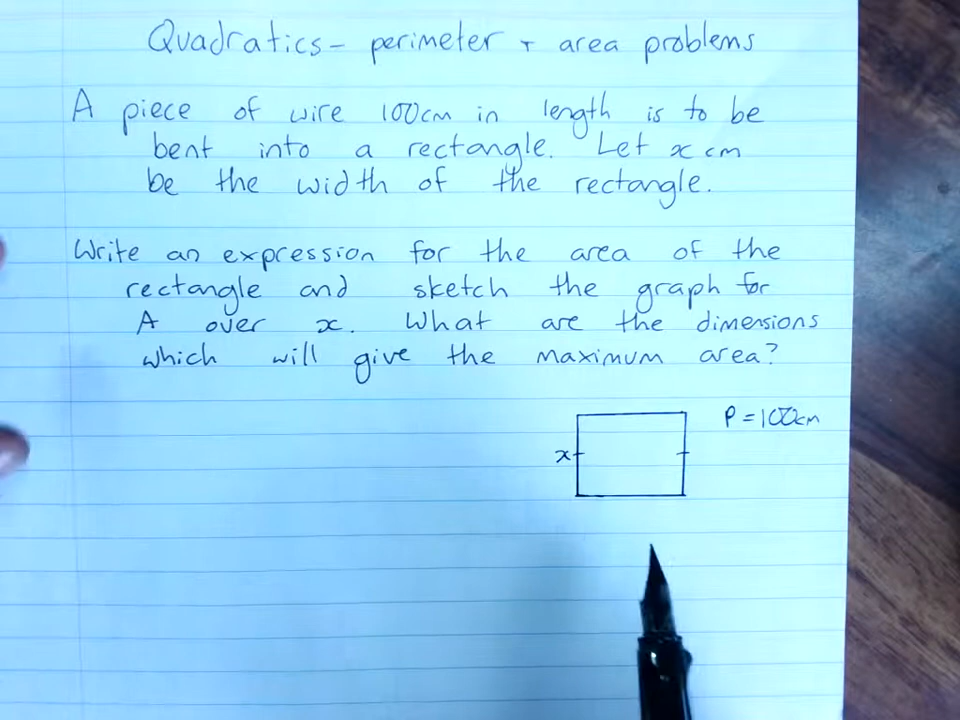 Quadratics - perimeter + area problems
A piece of wire 100cm in length is to be
bent into a rectangle. Let x cm
be the width of the rectangle.
Write an expression for the area of the
rectangle and sketch the graph for
A over x. What are the dimensions
which will give the maximum area?
P = 100cm
x